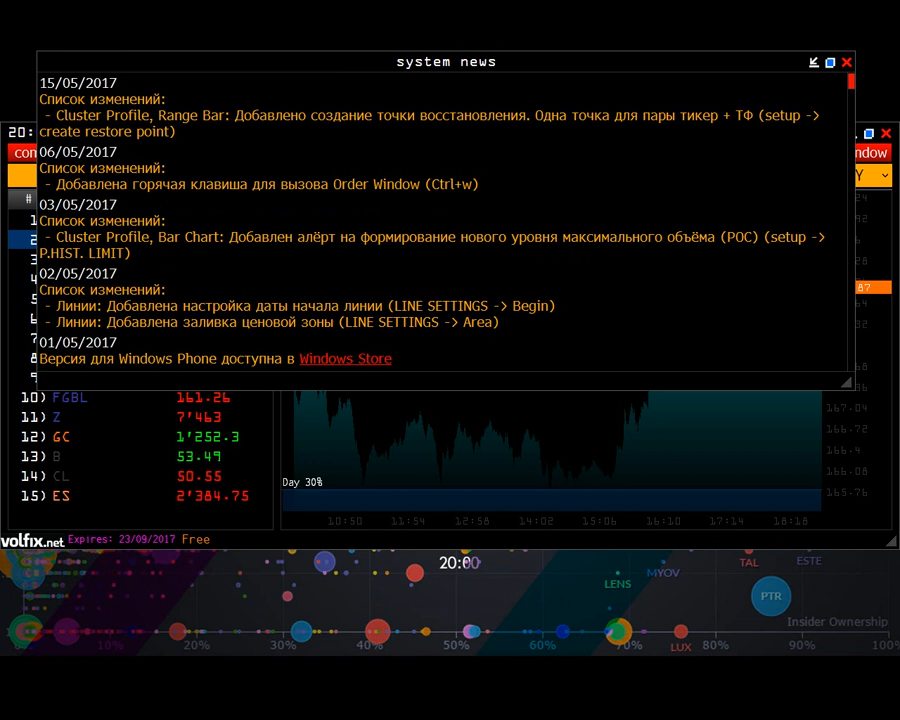 system news
15/05/2017
Список изменений:
- Cluster Profile, Range Bar: Добавлено создание точки восстановления. Одна точка для пары тикер + ТФ (setup ->
create restore point)
06/05/2017
Список изменений:
- Добавлена горячая клавиша для вызова Order Window (Ctrl+w)
03/05/2017
Список изменений:
- Cluster Profile, Bar Chart: Добавлен алёрт на формирование нового уровня максимального объёма (POC) (setup ->
P.HIST. LIMIT)
02/05/2017
Список изменений:
- Линии: Добавлена настройка даты начала линии (LINE SETTINGS -> Begin)
- Линии: Добавлена заливка ценовой зоны (LINE SETTINGS -> Area)
01/05/2017
Версия для Windows Phone доступна в Windows Store
20:
#
10) FGBL 161.26
11) Z 7'463
12) GC 1'252.3
13) B 53.49
14) CL 50.55
15) ES 2'384.75
167.04
166.72
166.4
166.08
165.76
Day 30%
10:50 11:54 12:58 14:02 15:06 16:10 17:14 18:18
volfix.net Expires: 23/09/2017 Free
20:00
TAL
ESTE
MYOV
LENS
PTR
Insider Ownership
LUX
10% 20% 30% 40% 50% 60% 70% 80% 90% 100%